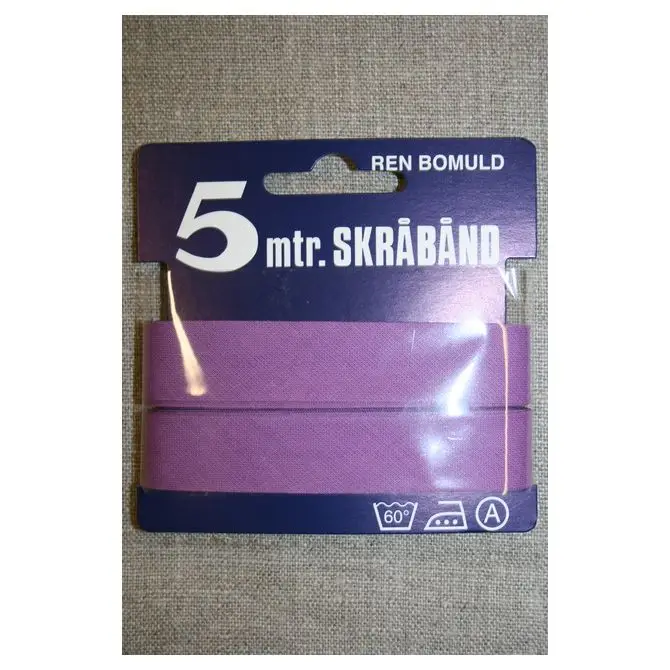 REN BOMULD
5 mtr. SKRÅBÅND
60°
A